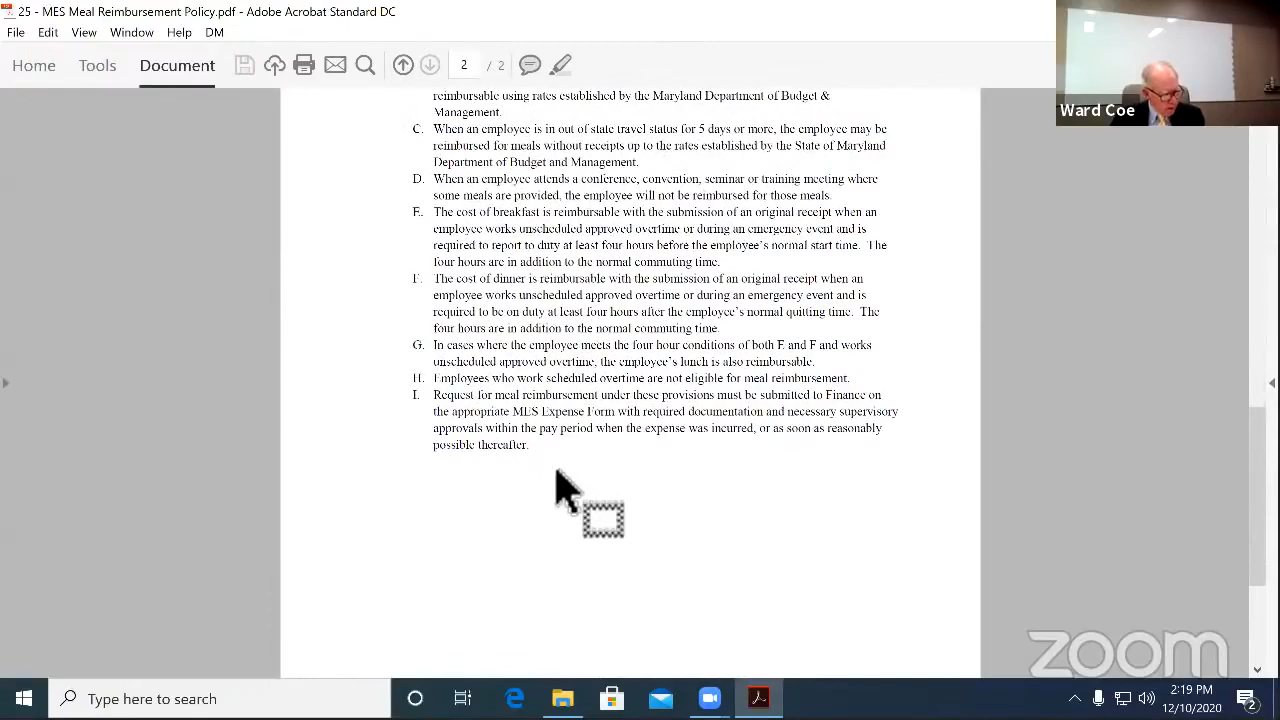 25 - MES Meal Reimbursement Policy.pdf - Adobe Acrobat Standard DC
File Edit View Window Help DM
Home Tools Document 2 / 2
Ward Coe
reimbursable using rates established by the Maryland Department of Budget &
Management.
C. When an employee is in out of state travel status for 5 days or more, the employee may be
reimbursed for meals without receipts up to the rates established by the State of Maryland
Department of Budget and Management.
D. When an employee attends a conference, convention, seminar or training meeting where
some meals are provided, the employee will not be reimbursed for those meals.
E. The cost of breakfast is reimbursable with the submission of an original receipt when an
employee works unscheduled approved overtime or during an emergency event and is
required to report to duty at least four hours before the employee's normal start time. The
four hours are in addition to the normal commuting time.
F. The cost of dinner is reimbursable with the submission of an original receipt when an
employee works unscheduled approved overtime or during an emergency event and is
required to be on duty at least four hours after the employee's normal quitting time. The
four hours are in addition to the normal commuting time.
G. In cases where the employee meets the four hour conditions of both E and F and works
unscheduled approved overtime, the employee's lunch is also reimbursable.
H. Employees who work scheduled overtime are not eligible for meal reimbursement.
I. Request for meal reimbursement under these provisions must be submitted to Finance on
the appropriate MES Expense Form with required documentation and necessary supervisory
approvals within the pay period when the expense was incurred, or as soon as reasonably
possible thereafter.
zoom
Type here to search
2:19 PM
12/10/2020
2